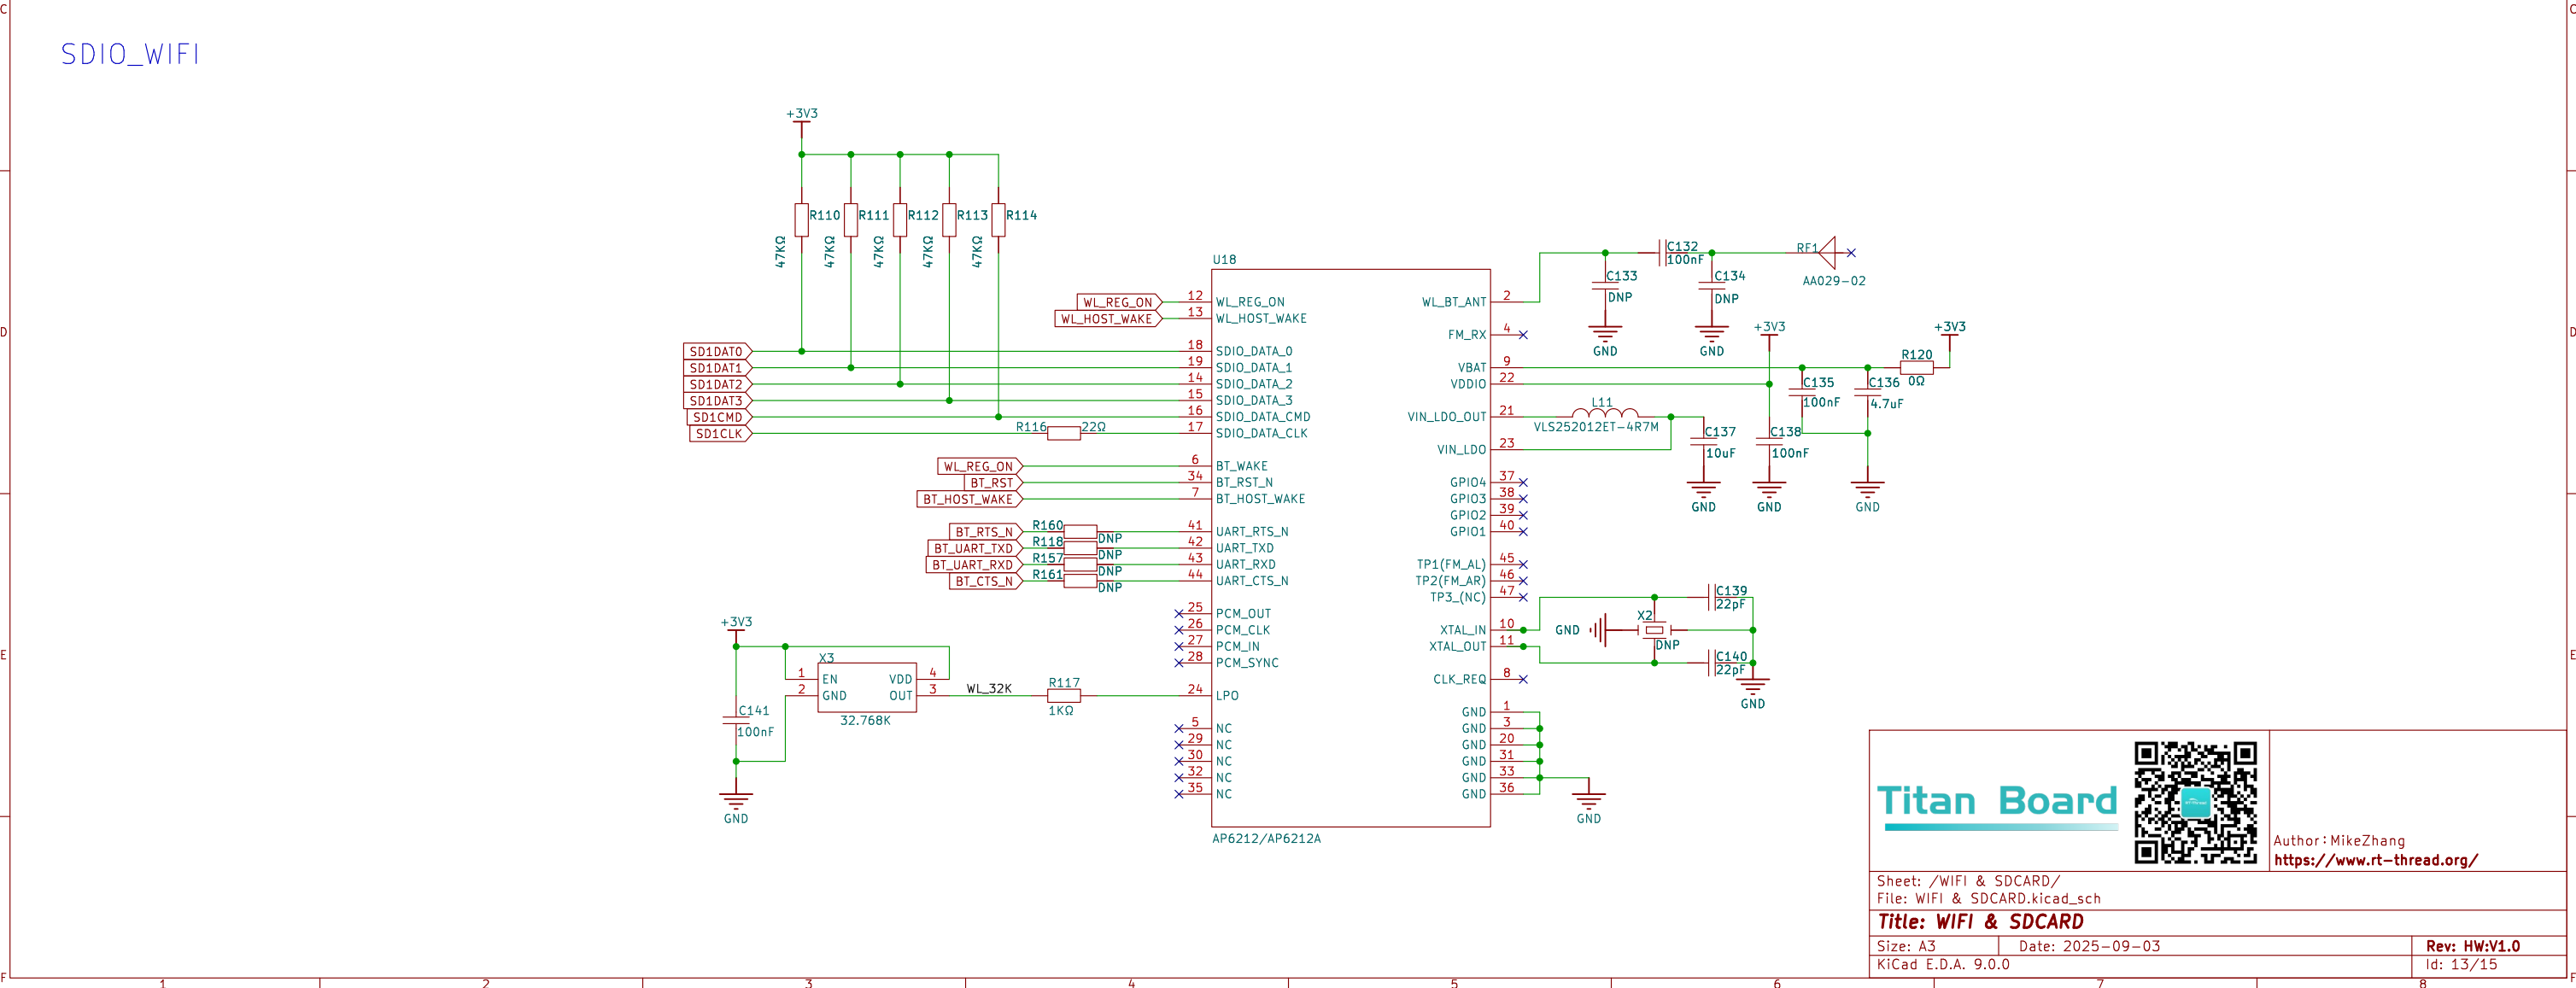 C
C
SDIO_WIFI
+3V3
R110
R111
R112
R113
R114
47KΩ
47KΩ
47KΩ
47KΩ
47KΩ
U18
WL_REG_ON
12
WL_REG_ON
WL_HOST_WAKE
13
WL_HOST_WAKE
D
D
SD1DAT0
18
SDIO_DATA_0
SD1DAT1
19
SDIO_DATA_1
SD1DAT2
14
SDIO_DATA_2
SD1DAT3
15
SDIO_DATA_3
SD1CMD
16
SDIO_DATA_CMD
SD1CLK
R116
22Ω
17
SDIO_DATA_CLK
WL_REG_ON
6
BT_WAKE
BT_RST
34
BT_RST_N
BT_HOST_WAKE
7
BT_HOST_WAKE
BT_RTS_N
R160
DNP
41
UART_RTS_N
BT_UART_TXD
R118
DNP
42
UART_TXD
BT_UART_RXD
R157
DNP
43
UART_RXD
BT_CTS_N
R161
DNP
44
UART_CTS_N
25
PCM_OUT
26
PCM_CLK
27
PCM_IN
28
PCM_SYNC
+3V3
X3
1
EN
VDD
4
2
GND
OUT
3
32.768K
WL_32K
R117
1KΩ
24
LPO
C141
100nF
GND
5
NC
29
NC
30
NC
32
NC
35
NC
AP6212/AP6212A
WL_BT_ANT
2
C133
DNP
GND
C132
100nF
C134
DNP
GND
RF1
AA029-02
FM_RX
4
VBAT
9
VDDIO
22
+3V3
+3V3
R120
0Ω
C135
100nF
C136
4.7uF
VIN_LDO_OUT
21
L11
VLS252012ET-4R7M
VIN_LDO
23
C137
10uF
GND
C138
100nF
GND
GND
GPIO4
37
GPIO3
38
GPIO2
39
GPIO1
40
TP1(FM_AL)
45
TP2(FM_AR)
46
TP3_(NC)
47
XTAL_IN
10
XTAL_OUT
11
GND
X2
DNP
C139
22pF
C140
22pF
GND
CLK_REQ
8
GND
1
GND
3
GND
20
GND
31
GND
33
GND
36
GND
E
E
Titan Board
Author:MikeZhang
https://www.rt-thread.org/
Sheet: /WIFI & SDCARD/
File: WIFI & SDCARD.kicad_sch
Title: WIFI & SDCARD
Size: A3
Date: 2025-09-03
Rev: HW:V1.0
KiCad E.D.A. 9.0.0
Id: 13/15
F
F
1
2
3
4
5
6
7
8